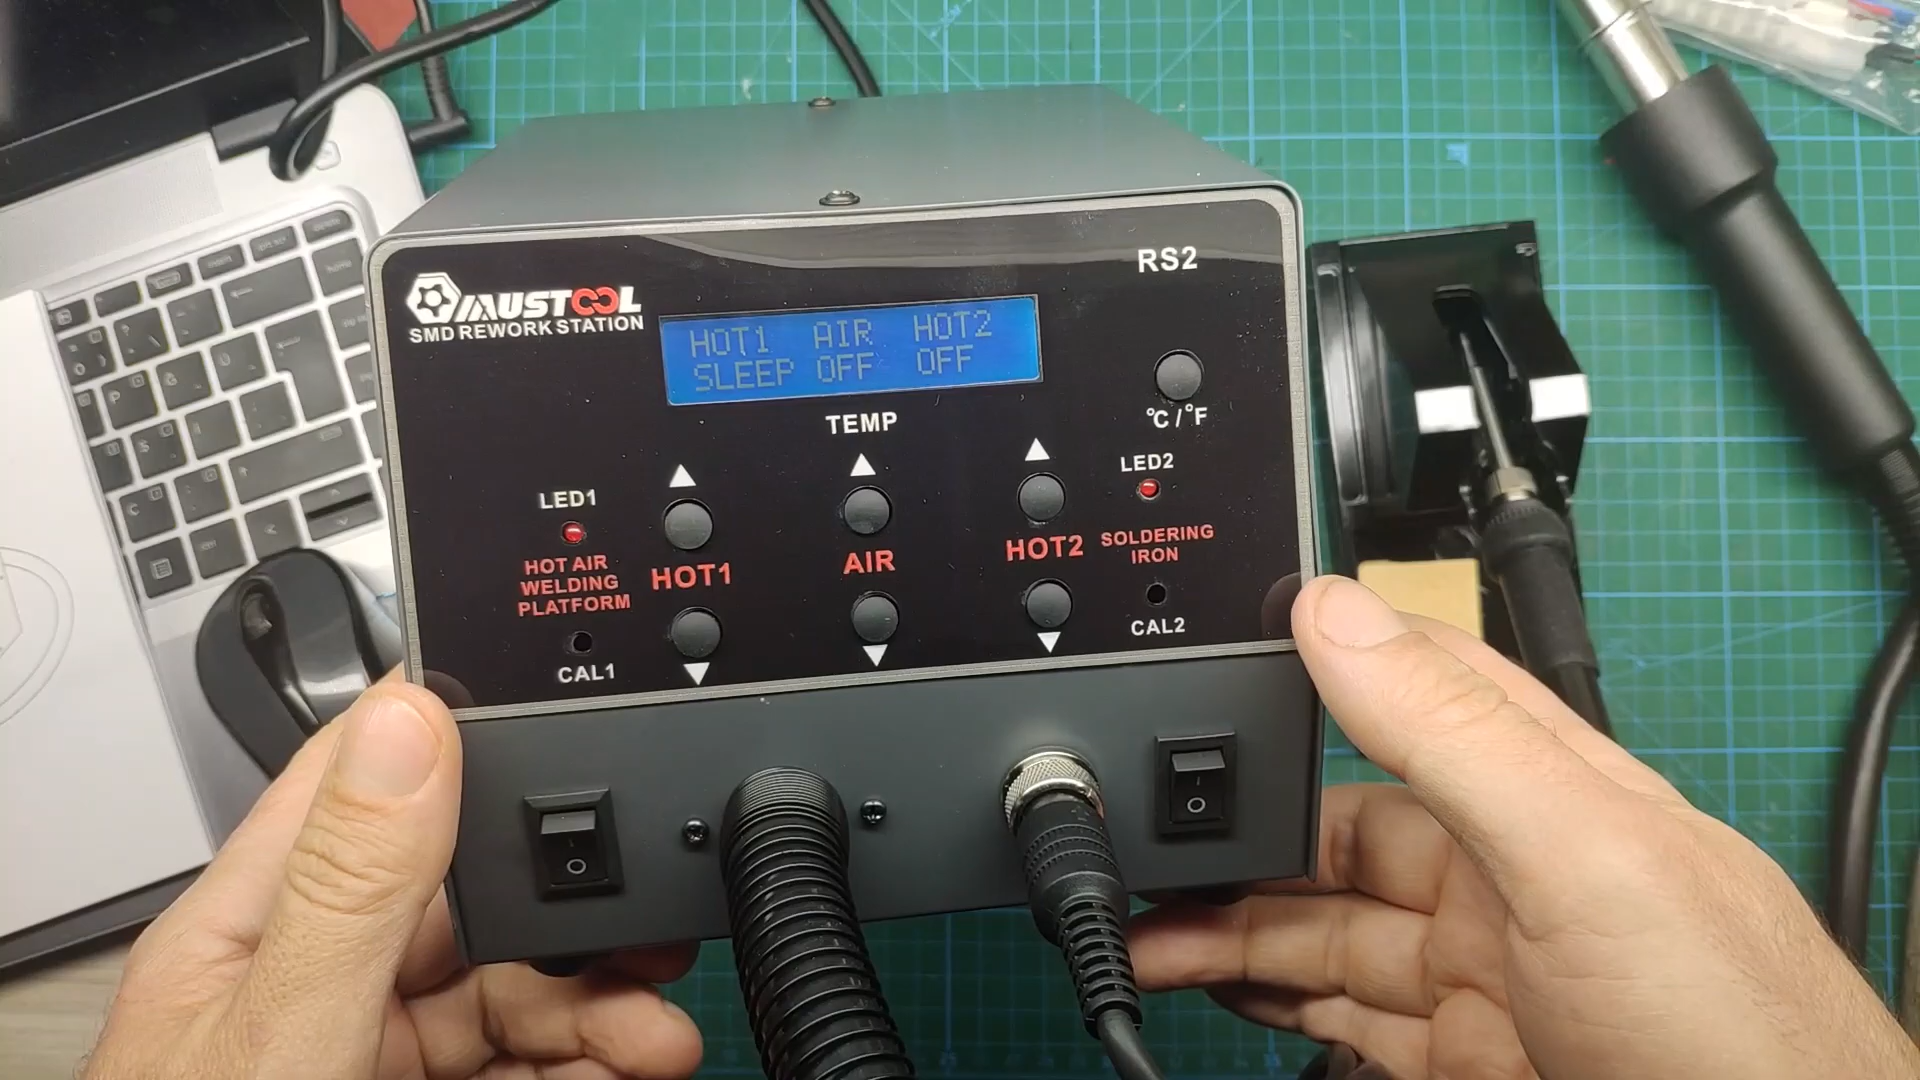 RS2
MUSTOOL
SMD REWORK STATION
HOT1 AIR HOT2
SLEEP OFF OFF
TEMP
°C/°F
LED1
LED2
HOT AIR
WELDING
PLATFORM
HOT1
AIR
HOT2
SOLDERING
IRON
CAL1
CAL2